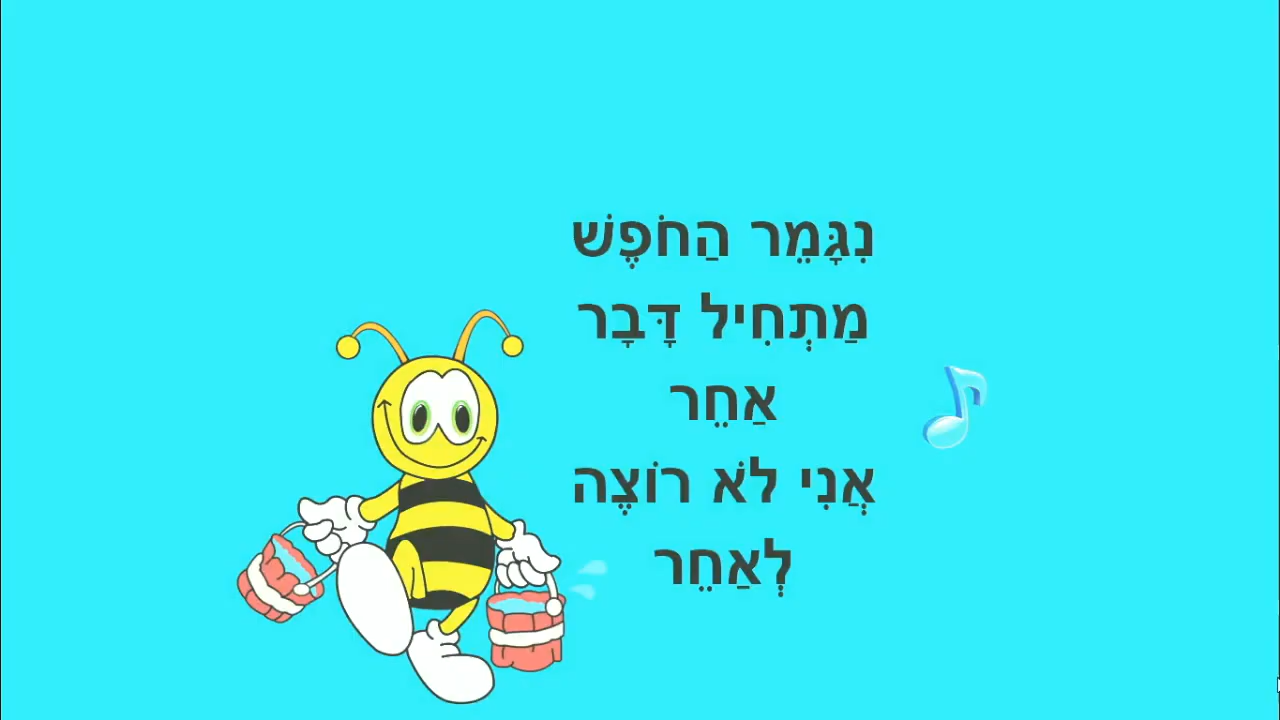 נִגָּמֵר הַחֹפֶשׁ
מַתְחִיל דָּבָר
אַחֵר
אֲנִי לֹא רוֹצֶה
לְאַחֵר